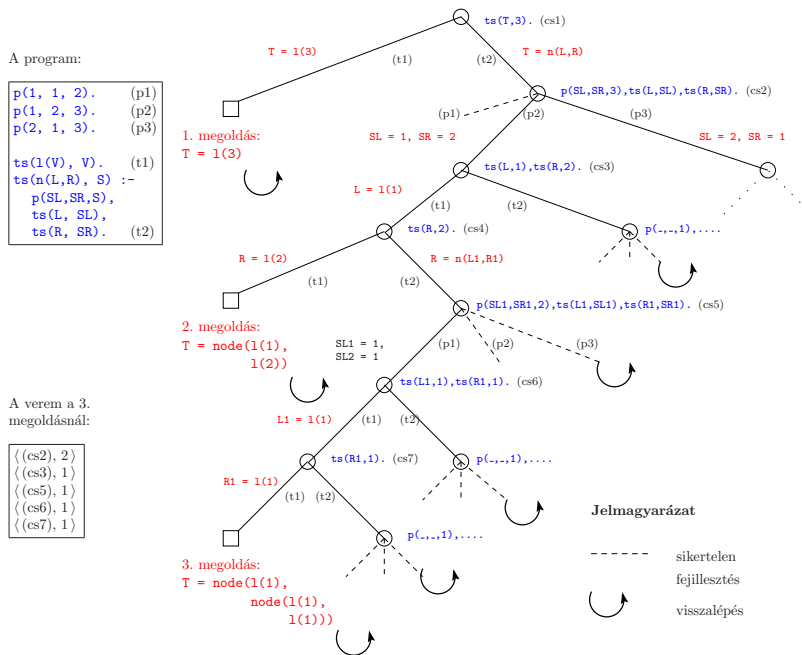 A program:
p(1, 1, 2). (p1)
p(1, 2, 3). (p2)
p(2, 1, 3). (p3)
ts(l(V), V). (t1)
ts(n(L,R), S) :-
p(SL,SR,S),
ts(L, SL),
ts(R, SR). (t2)
ts(T,3). (cs1)
T = l(3)
(t1)
(t2)
T = n(L,R)
p(SL,SR,3),ts(L,SL),ts(R,SR). (cs2)
(p1)
(p2)
(p3)
1. megoldás:
T = l(3)
SL = 1, SR = 2
SL = 2, SR = 1
ts(L,1),ts(R,2). (cs3)
L = l(1)
(t1)
(t2)
ts(R,2). (cs4)
p(_,_,1),....
R = l(2)
R = n(L1,R1)
(t1)
(t2)
p(SL1,SR1,2),ts(L1,SL1),ts(R1,SR1). (cs5)
2. megoldás:
T = node(l(1),
l(2))
SL1 = 1,
SL2 = 1
(p1)
(p2)
(p3)
ts(L1,1),ts(R1,1). (cs6)
L1 = l(1)
(t1)
(t2)
ts(R1,1). (cs7)
p(_,_,1),....
R1 = l(1)
(t1)
(t2)
p(_,_,1),....
3. megoldás:
T = node(l(1),
node(l(1),
l(1)))
A verem a 3.
megoldásnál:
⟨(cs2), 2⟩
⟨(cs3), 1⟩
⟨(cs5), 1⟩
⟨(cs6), 1⟩
⟨(cs7), 1⟩
Jelmagyarázat
sikertelen
fejillesztés
visszalépés